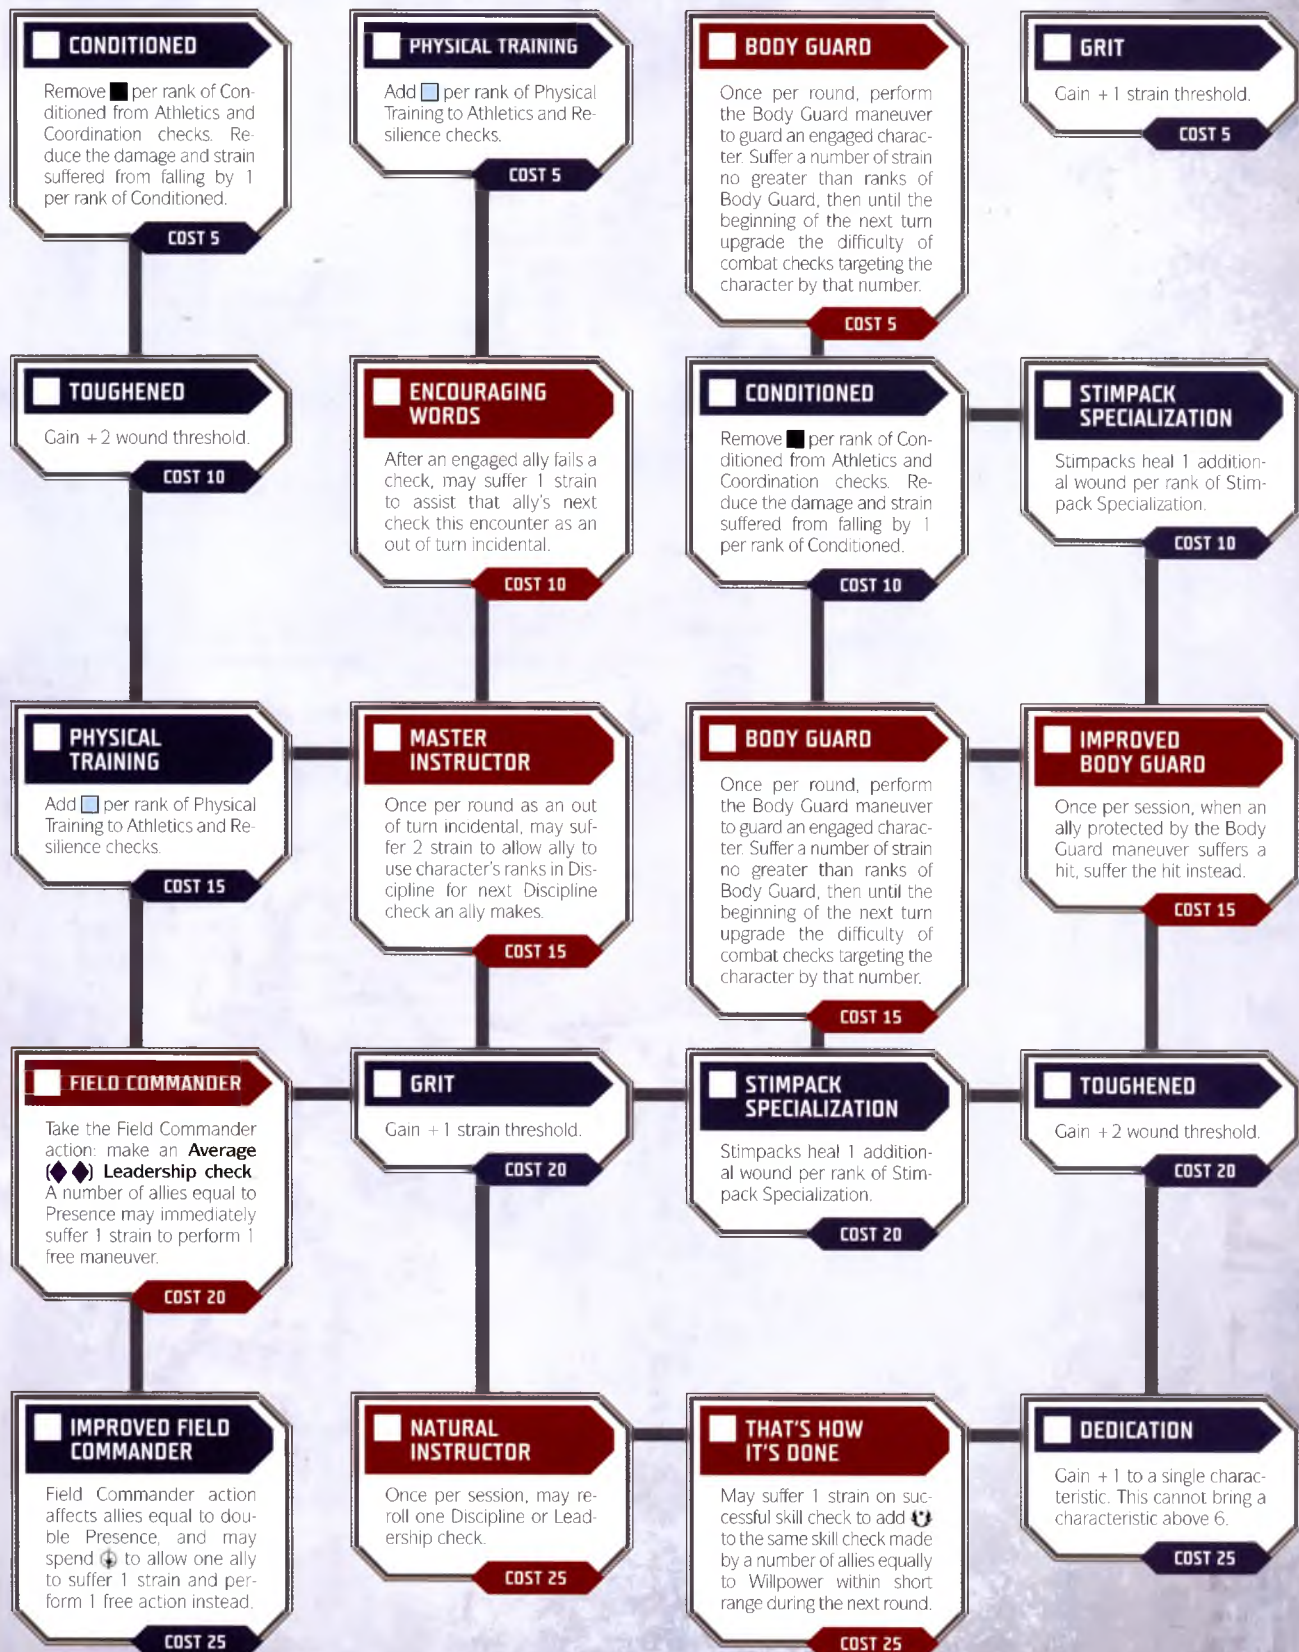 CONDITIONED
Remove per rank of Con-
ditioned from Athletics and
Coordination checks. Re-
duce the damage and strain
suffered from falling by 1
per rank of Conditioned.
COST 5
PHYSICAL TRAINING
Add per rank of Physical
Training to Athletics and Re-
silience checks.
COST 5
BODY GUARD
Once per round, perform
the Body Guard maneuver
to guard an engaged charac-
ter. Suffer a number of strain
no greater than ranks of
Body Guard, then until the
beginning of the next turn
upgrade the difficulty of
combat checks targeting the
character by that number.
COST 5
GRIT
Gain +1 strain threshold.
COST 5
TOUGHENED
Gain +2 wound threshold.
COST 10
ENCOURAGING
WORDS
After an engaged ally fails a
check, may suffer 1 strain
to assist that ally's next
check this encounter as an
out of turn incidental.
COST 10
CONDITIONED
Remove per rank of Con-
ditioned from Athletics and
Coordination checks. Re-
duce the damage and strain
suffered from falling by 1
per rank of Conditioned.
COST 10
STIMPACK
SPECIALIZATION
Stimpacks heal 1 addition-
al wound per rank of Stim-
pack Specialization.
COST 10
PHYSICAL
TRAINING
Add per rank of Physical
Training to Athletics and Re-
silience checks.
COST 15
MASTER
INSTRUCTOR
Once per round as an out
of turn incidental, may suf-
fer 2 strain to allow ally to
use character's ranks in Dis-
cipline for next Discipline
check an ally makes.
COST 15
BODY GUARD
Once per round, perform
the Body Guard maneuver
to guard an engaged charac-
ter. Suffer a number of strain
no greater than ranks of
Body Guard, then until the
beginning of the next turn
upgrade the difficulty of
combat checks targeting the
character by that number.
COST 15
IMPROVED
BODY GUARD
Once per session, when an
ally protected by the Body
Guard maneuver suffers a
hit, suffer the hit instead.
COST 15
FIELD COMMANDER
Take the Field Commander
action: make an Average
(◆◆) Leadership check
A number of allies equal to
Presence may immediately
suffer 1 strain to perform 1
free maneuver.
COST 20
GRIT
Gain +1 strain threshold.
COST 20
STIMPACK
SPECIALIZATION
Stimpacks heal 1 addition-
al wound per rank of Stim-
pack Specialization.
COST 20
TOUGHENED
Gain +2 wound threshold.
COST 20
IMPROVED FIELD
COMMANDER
Field Commander action
affects allies equal to dou-
ble Presence, and may
spend to allow one ally
to suffer 1 strain and per-
form 1 free action instead.
COST 25
NATURAL
INSTRUCTOR
Once per session, may re-
roll one Discipline or Lead-
ership check.
COST 25
THAT'S HOW
IT'S DONE
May suffer 1 strain on suc-
cessful skill check to add
to the same skill check made
by a number of allies equally
to Willpower within short
range during the next round.
COST 25
DEDICATION
Gain +1 to a single charac-
teristic. This cannot bring a
characteristic above 6.
COST 25